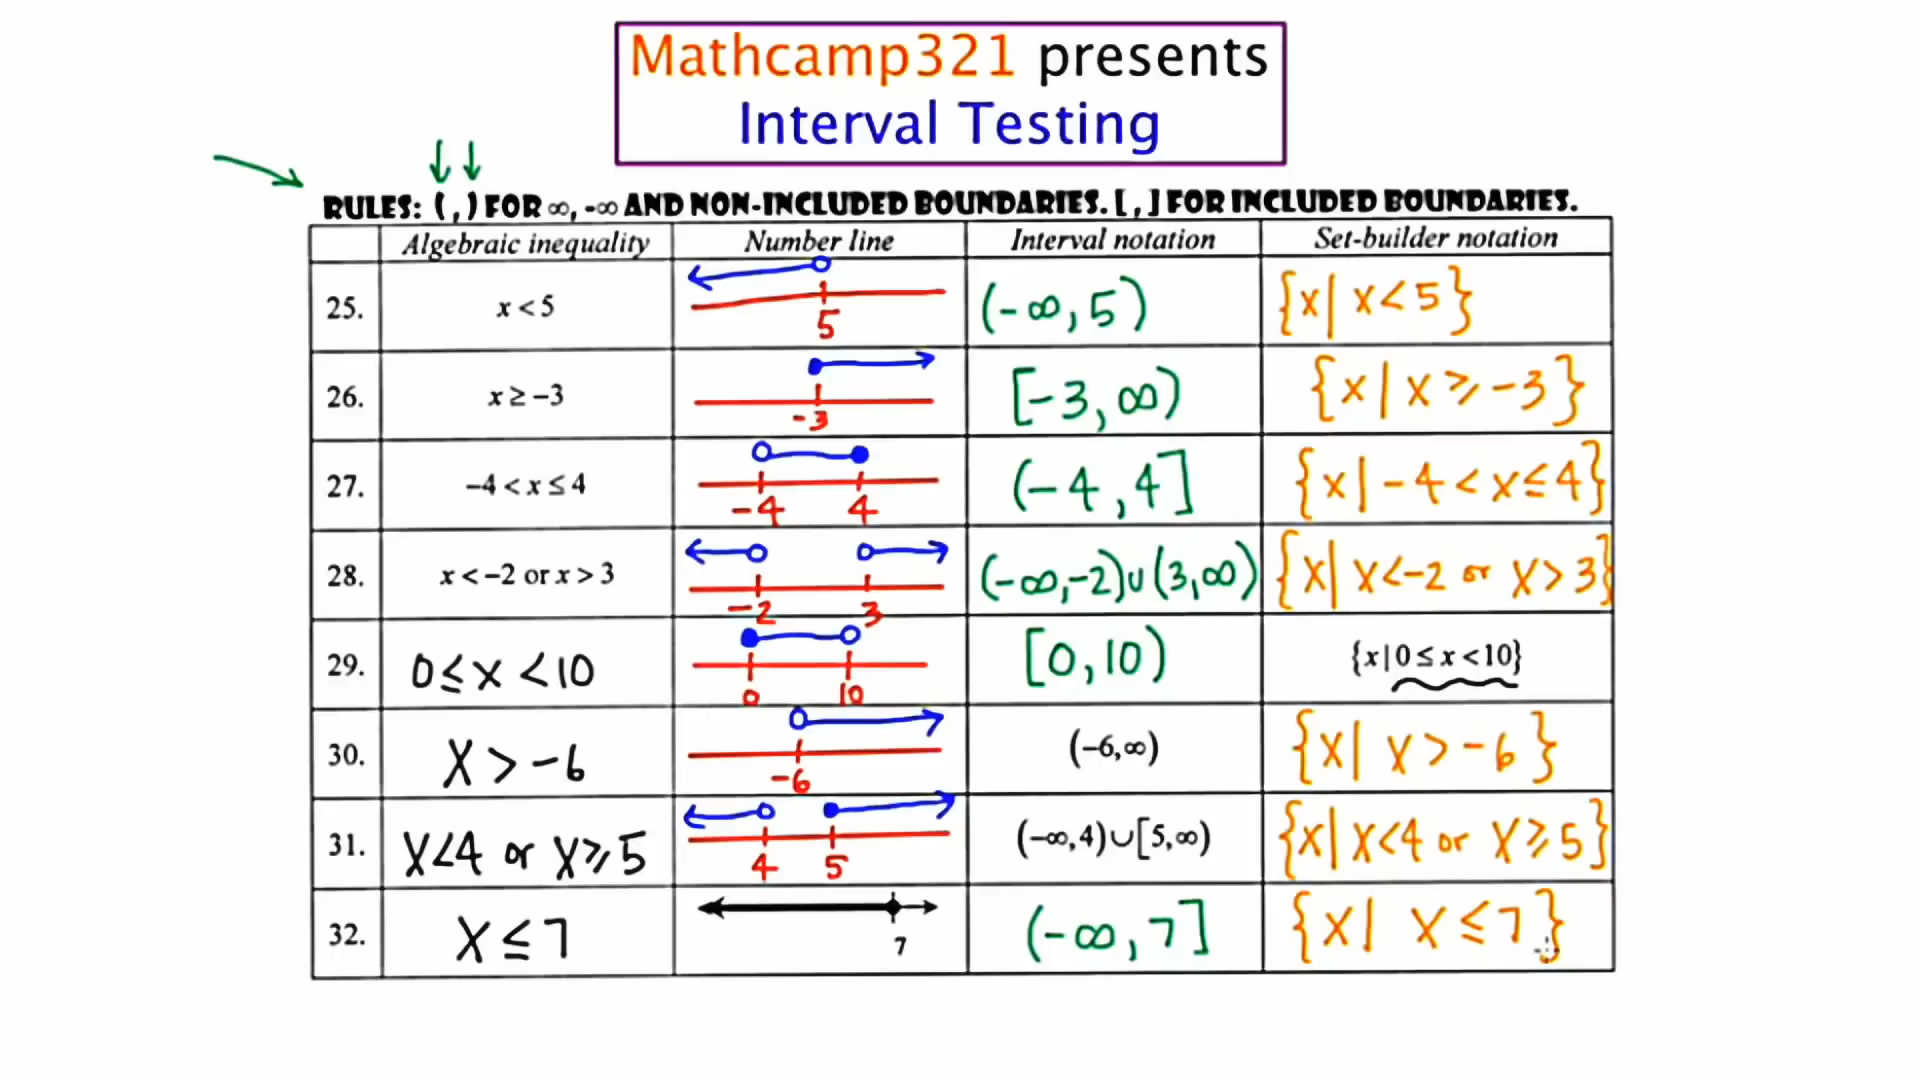 Mathcamp321 presents
Interval Testing
RULES: ( , ) FOR ∞, -∞ AND NON-INCLUDED BOUNDARIES. [ , ] FOR INCLUDED BOUNDARIES.
Algebraic inequality Number line Interval notation Set-builder notation
25. x < 5 5 (-∞, 5) {x| x<5}
26. x ≥ −3 -3 [-3, ∞) {x| x ≥ -3}
27. −4 < x ≤ 4 -4 4 (-4, 4] {x| -4 < x ≤ 4}
28. x < −2 or x > 3 -2 3 (-∞,-2)∪(3,∞) {x| x<-2 or x>3}
29. 0≤x <10 0 10 [0,10) {x|0 ≤ x <10}
30. x > -6 -6 (−6,∞) {x| x > -6}
31. x<4 or x≥5 4 5 (−∞,4)∪[5,∞) {x| x<4 or x≥5}
32. x ≤ 7 7 (-∞, 7] {x| x ≤ 7}